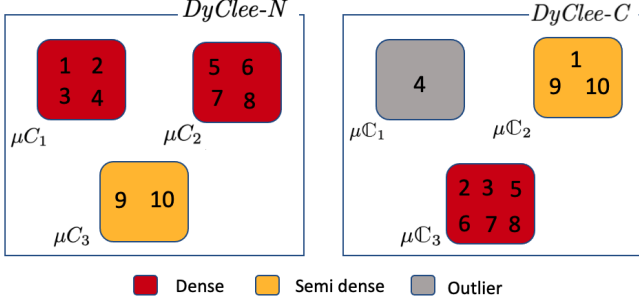 DyClee-N
1 2
3 4
μC₁
5 6
7 8
μC₂
9 10
μC₃
DyClee-C
4
μℂ₁
1
9 10
μℂ₂
2 3 5
6 7 8
μℂ₃
Dense
Semi dense
Outlier